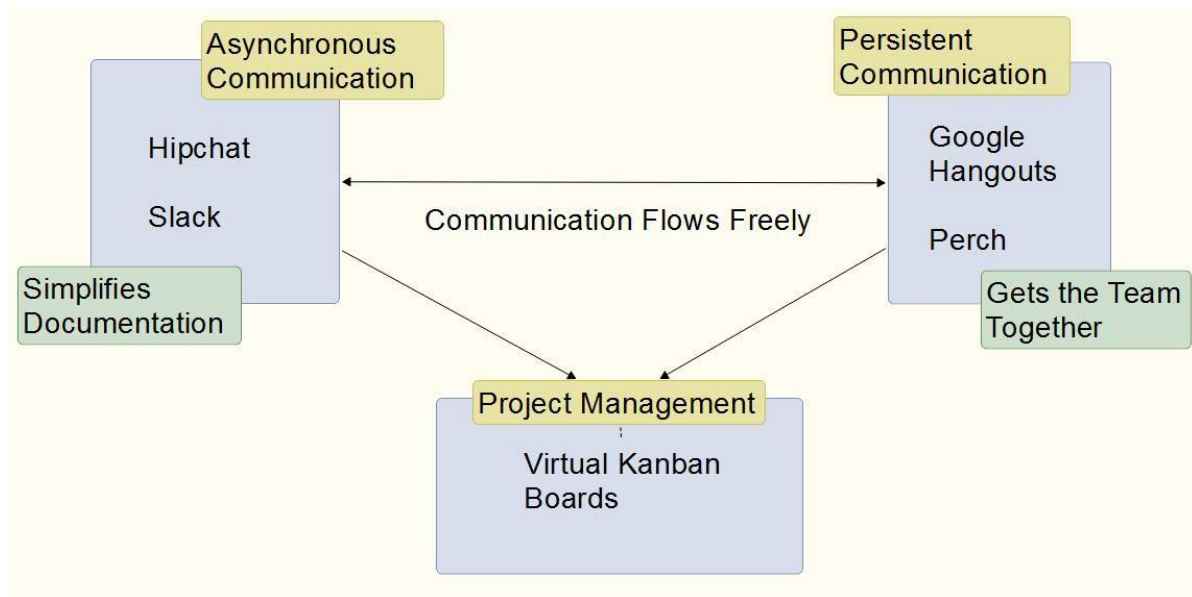 Asynchronous
Communication
Hipchat
Slack
Simplifies
Documentation
Communication Flows Freely
Persistent
Communication
Google
Hangouts
Perch
Gets the Team
Together
Project Management
Virtual Kanban
Boards